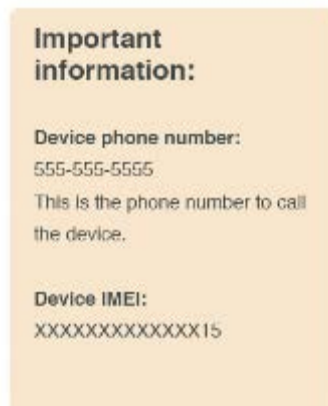 Important
information:
Device phone number:
555-555-5555
This is the phone number to call
the device.
Device IMEI:
XXXXXXXXXXXXX15